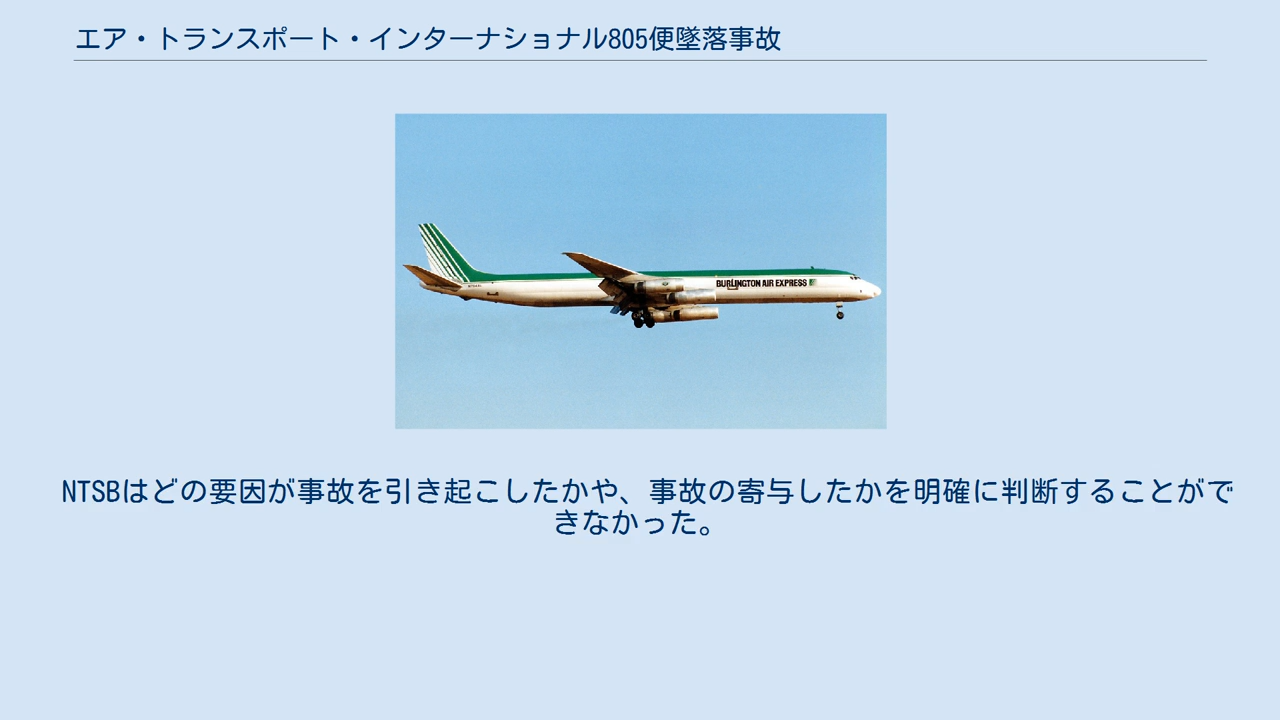 エア・トランスポート・インターナショナル805便墜落事故
BURLINGTON AIR EXPRESS
NTSBはどの要因が事故を引き起こしたかや、事故の寄与したかを明確に判断することがで
きなかった。